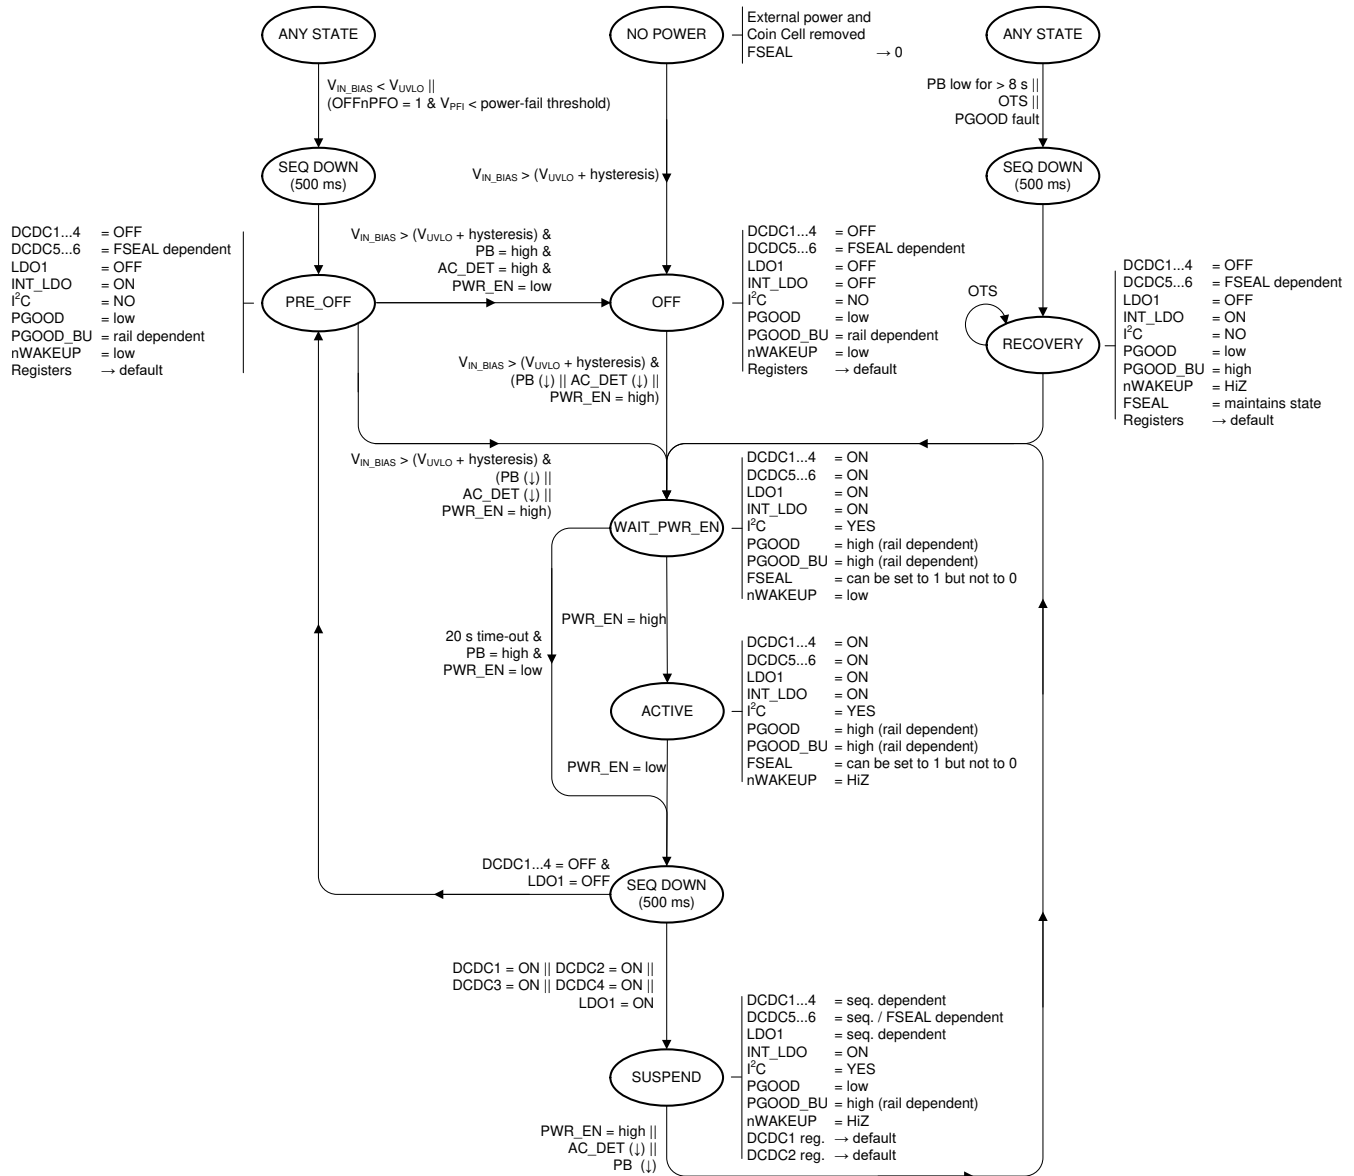 ANY STATE
NO POWER
External power and
Coin Cell removed
FSEAL → 0
ANY STATE
V_IN_BIAS < V_UVLO ||
(OFFnPFO = 1 & V_PFI < power-fail threshold)
PB low for > 8 s ||
OTS ||
PGOOD fault
SEQ DOWN
(500 ms)
V_IN_BIAS > (V_UVLO + hysteresis)
SEQ DOWN
(500 ms)
DCDC1...4 = OFF
DCDC5...6 = FSEAL dependent
LDO1 = OFF
INT_LDO = ON
I²C = NO
PGOOD = low
PGOOD_BU = rail dependent
nWAKEUP = low
Registers → default
PRE_OFF
V_IN_BIAS > (V_UVLO + hysteresis) &
PB = high &
AC_DET = high &
PWR_EN = low
OFF
DCDC1...4 = OFF
DCDC5...6 = FSEAL dependent
LDO1 = OFF
INT_LDO = OFF
I²C = NO
PGOOD = low
PGOOD_BU = rail dependent
nWAKEUP = low
Registers → default
OTS
RECOVERY
DCDC1...4 = OFF
DCDC5...6 = FSEAL dependent
LDO1 = OFF
INT_LDO = ON
I²C = NO
PGOOD = low
PGOOD_BU = high
nWAKEUP = HiZ
FSEAL = maintains state
Registers → default
V_IN_BIAS > (V_UVLO + hysteresis) &
(PB (↓) || AC_DET (↓) ||
PWR_EN = high)
V_IN_BIAS > (V_UVLO + hysteresis) &
(PB (↓) ||
AC_DET (↓) ||
PWR_EN = high)
WAIT_PWR_EN
DCDC1...4 = ON
DCDC5...6 = ON
LDO1 = ON
INT_LDO = ON
I²C = YES
PGOOD = high (rail dependent)
PGOOD_BU = high (rail dependent)
FSEAL = can be set to 1 but not to 0
nWAKEUP = low
PWR_EN = high
20 s time-out &
PB = high &
PWR_EN = low
ACTIVE
DCDC1...4 = ON
DCDC5...6 = ON
LDO1 = ON
INT_LDO = ON
I²C = YES
PGOOD = high (rail dependent)
PGOOD_BU = high (rail dependent)
FSEAL = can be set to 1 but not to 0
nWAKEUP = HiZ
PWR_EN = low
DCDC1...4 = OFF &
LDO1 = OFF
SEQ DOWN
(500 ms)
DCDC1 = ON || DCDC2 = ON ||
DCDC3 = ON || DCDC4 = ON ||
LDO1 = ON
SUSPEND
DCDC1...4 = seq. dependent
DCDC5...6 = seq. / FSEAL dependent
LDO1 = seq. dependent
INT_LDO = ON
I²C = YES
PGOOD = low
PGOOD_BU = high (rail dependent)
nWAKEUP = HiZ
DCDC1 reg. → default
DCDC2 reg. → default
PWR_EN = high ||
AC_DET (↓) ||
PB (↓)